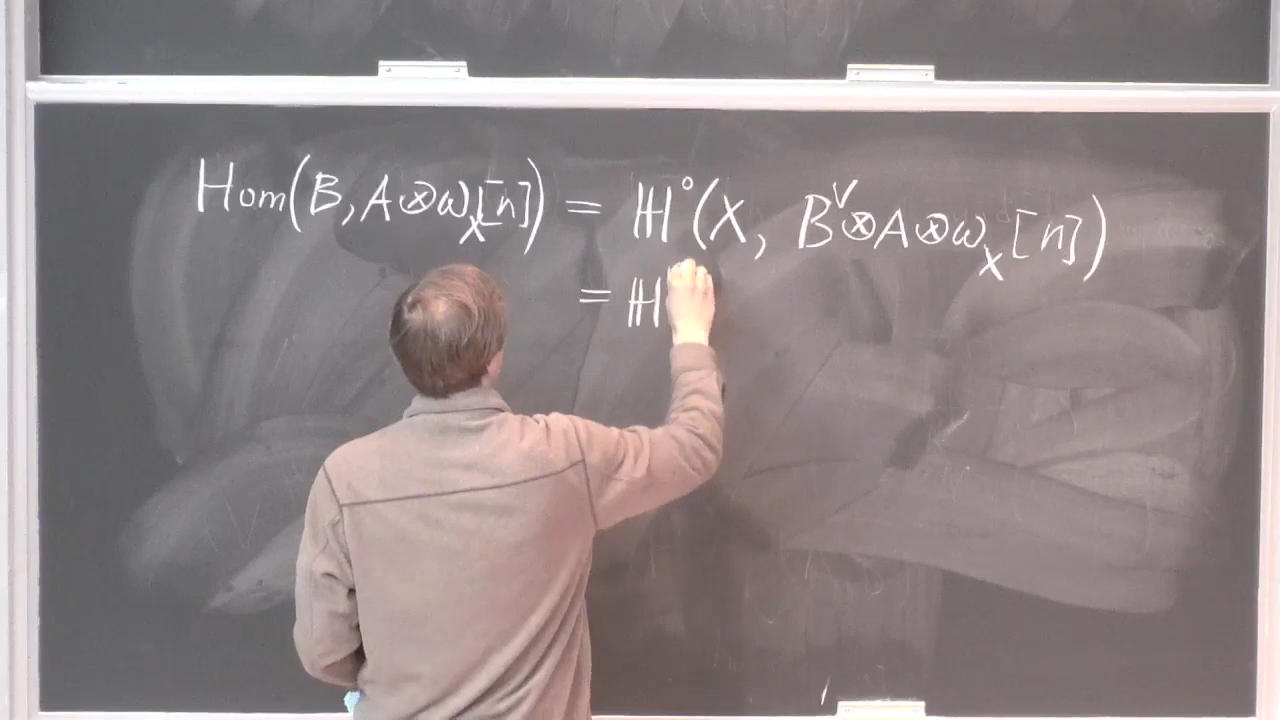 Hom(B, A⊗ω_X[n]) = ℍ°(X, B^∨⊗A⊗ω_X[n])
= ℍ